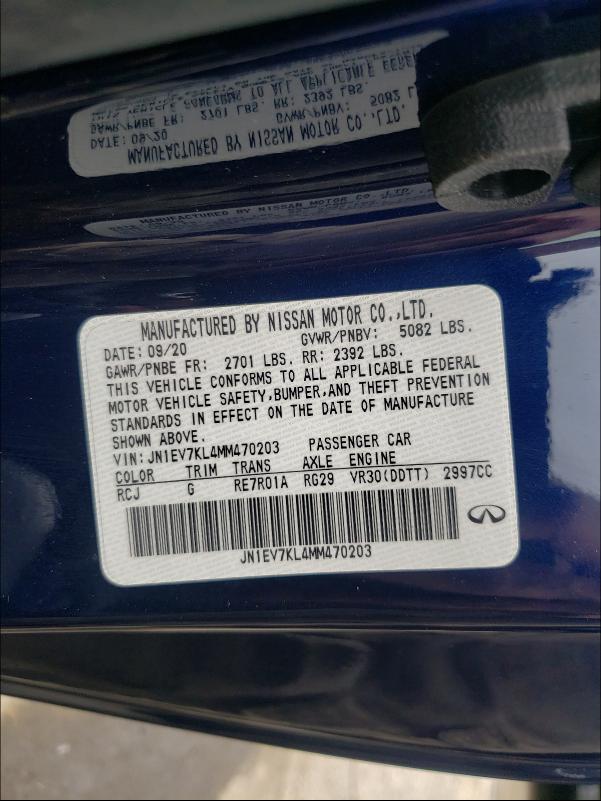 MANUFACTURED BY NISSAN MOTOR CO.,LTD.
DATE: 09/20 GVWR/PNBV: 5082 LBS.
GAWR/PNBE FR: 2701 LBS. RR: 2392 LBS.
THIS VEHICLE CONFORMS TO ALL APPLICABLE FEDERAL
MOTOR VEHICLE SAFETY,BUMPER,AND THEFT PREVENTION
STANDARDS IN EFFECT ON THE DATE OF MANUFACTURE
SHOWN ABOVE.
VIN: JN1EV7KL4MM470203 PASSENGER CAR
COLOR TRIM TRANS AXLE ENGINE
RCJ G RE7R01A RG29 VR30(DDTT) 2997CC
JN1EV7KL4MM470203